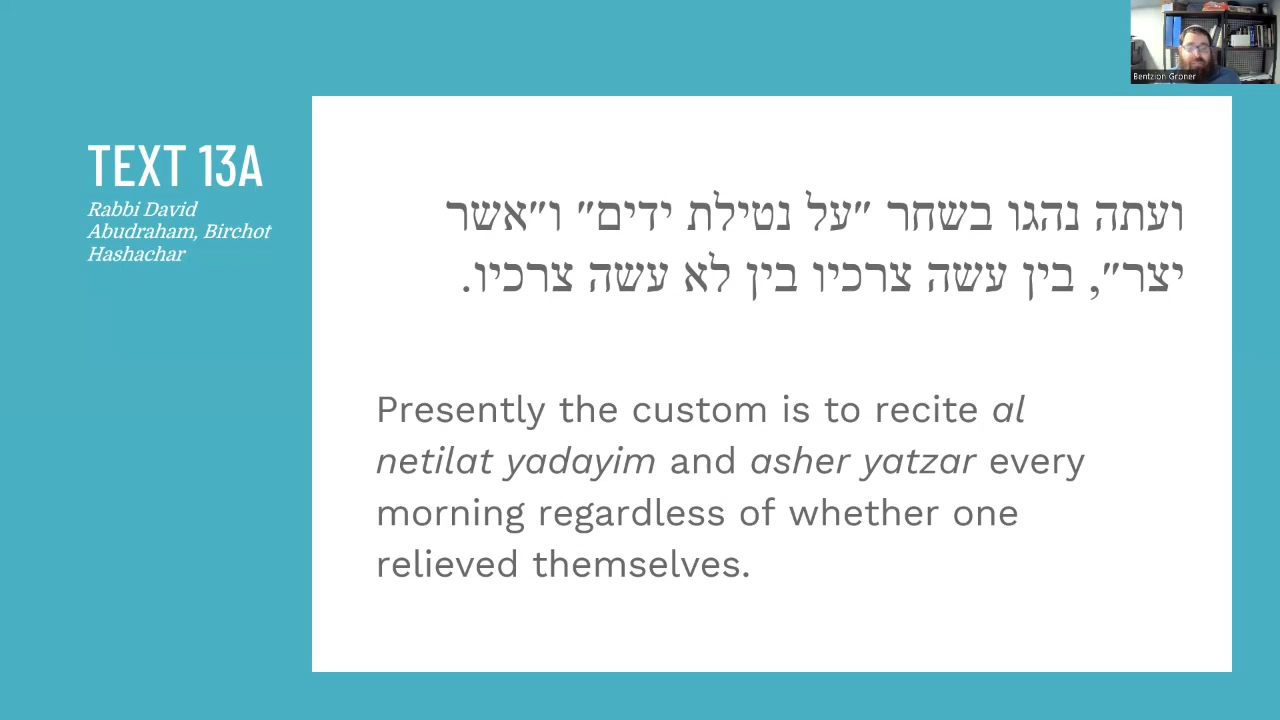 Bentzion Groner
TEXT 13A
Rabbi David
Abudraham, Birchot
Hashachar
ועתה נהגו בשחר "על נטילת ידים" ו"אשר
יצר", בין עשה צרכיו בין לא עשה צרכיו.
Presently the custom is to recite al
netilat yadayim and asher yatzar every
morning regardless of whether one
relieved themselves.